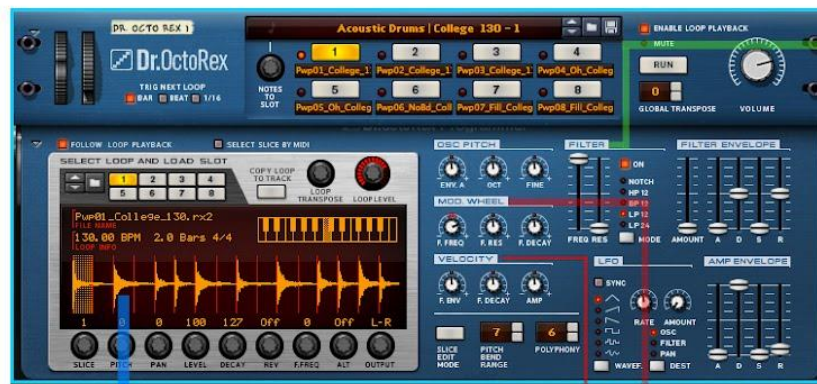 DR. OCTO REX 1
Acoustic Drums | College 130 - 1
ENABLE LOOP PLAYBACK
MUTE
Dr.OctoRex
1 2 3 4
Pwp01_College_1 Pwp02_College_1 Pwp03_College_1 Pwp04_Oh_Colleg
RUN
TRIG NEXT LOOP
BAR BEAT 1/16
NOTES TO SLOT
5 6 7 8
Pwp05_Oh_Colleg Pwp06_NoBd_Col Pwp07_Fill_Colleg Pwp08_Fill_Colleg
0
GLOBAL TRANSPOSE
VOLUME
FOLLOW LOOP PLAYBACK
SELECT SLICE BY MIDI
OSC PITCH
FILTER
FILTER ENVELOPE
SELECT LOOP AND LOAD SLOT
1 2 3 4
5 6 7 8
COPY LOOP TO TRACK
LOOP TRANSPOSE
LOOP LEVEL
ENV. A OCT FINE
ON
NOTCH
HP 12
BP 12
LP 12
LP 24
MOD. WHEEL
F. FREQ F. RES F. DECAY
FREQ RES
MODE
AMOUNT A D S R
Pwp01_College_130.rx2
FILE NAME
130.00 BPM 2.0 Bars 4/4
LOOP INFO
VELOCITY
F. ENV F. DECAY AMP
LFO
AMP ENVELOPE
SYNC
RATE AMOUNT
OSC
FILTER
PAN
WAVEF. DEST
A D S R
1 0 0 100 127 Off 0 Off L-R
SLICE PITCH PAN LEVEL DECAY REV F.FREQ ALT OUTPUT
SLICE EDIT MODE
7
PITCH BEND RANGE
6
POLYPHONY